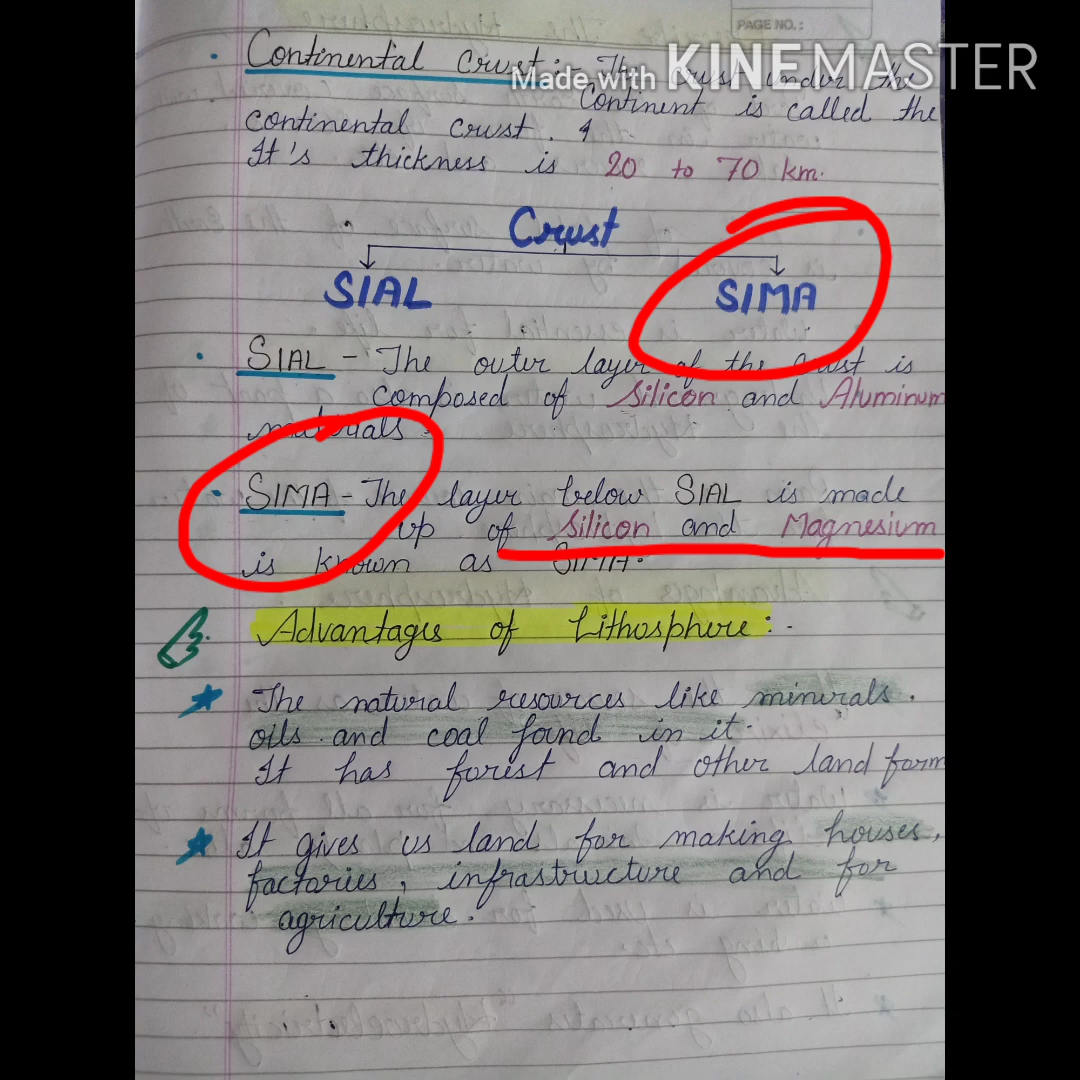 PAGE NO.:
Made with KINEMASTER
• Continental Crust :- The crust under the
Continent is called the
continental crust.
It's thickness is 20 to 70 km.
Crust
SIAL SIMA
• SIAL - The outer layer of the crust is
composed of Silicon and Aluminum
materials.
• SIMA - The layer below SIAL is made
up of Silicon and Magnesium
is known as SIMA.
Advantages of Lithosphere :-
The natural resources like minerals.
oils and coal found in it.
It has forest and other land form
It gives us land for making houses,
factories, infrastructure and for
agriculture.